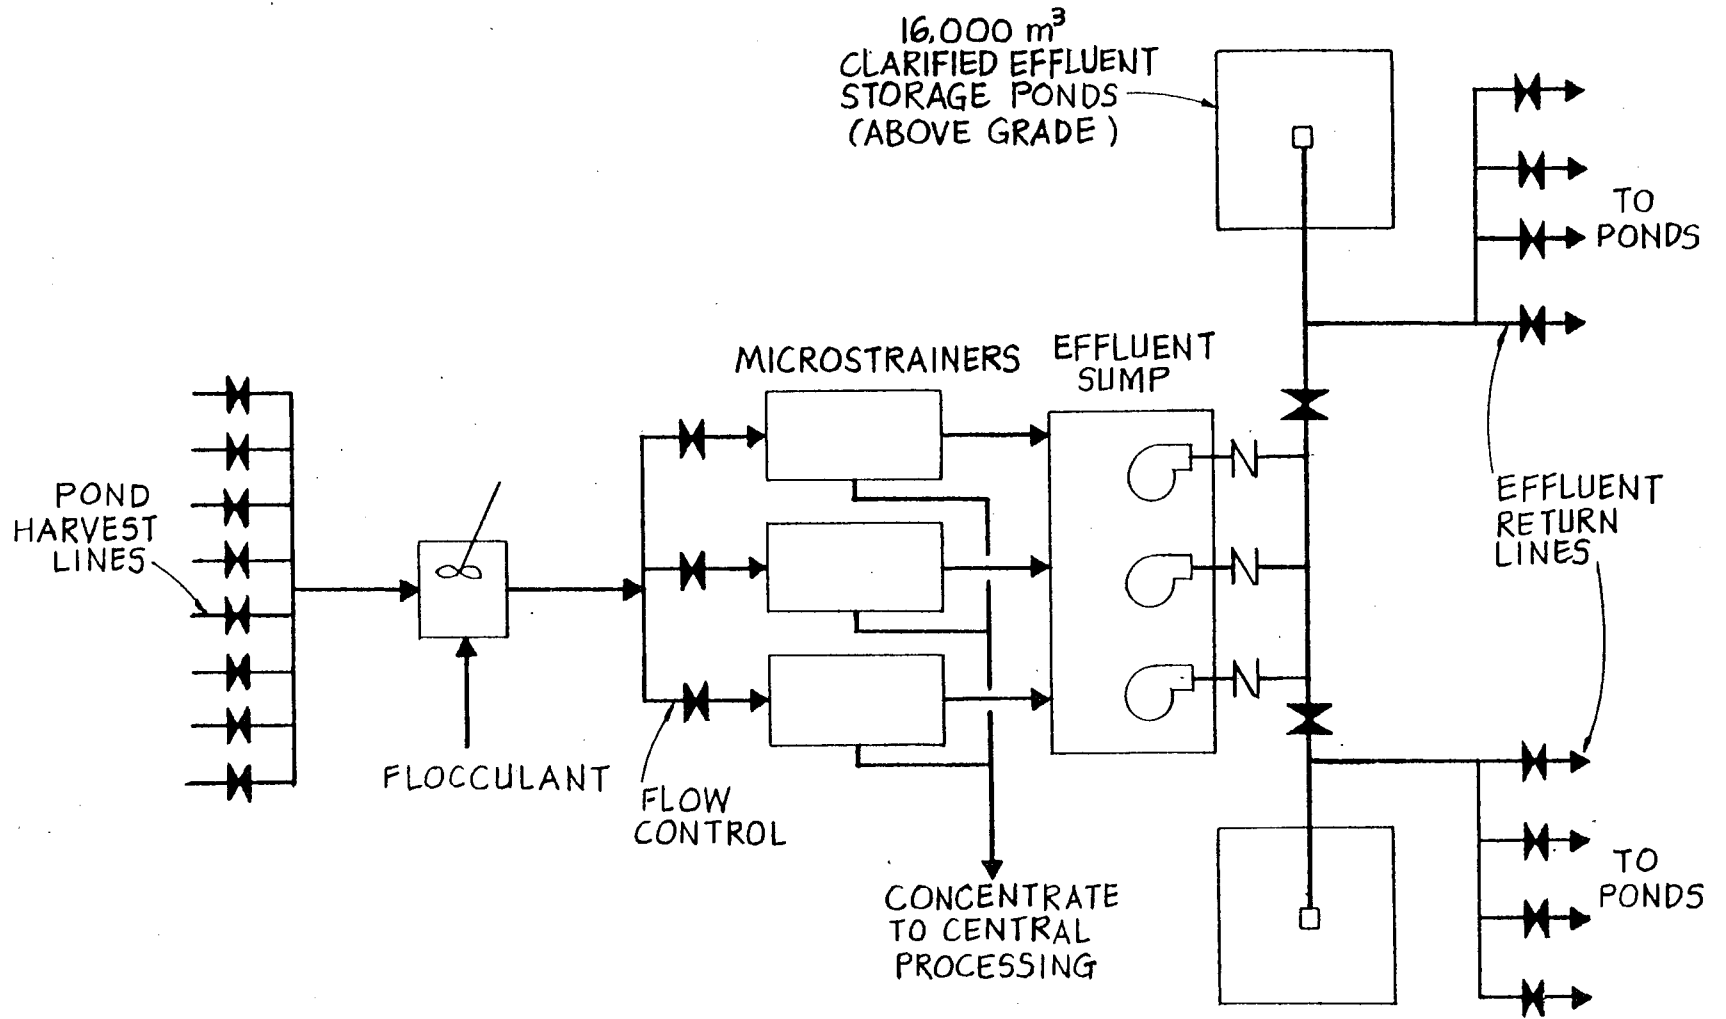 16,000 m³
CLARIFIED EFFLUENT
STORAGE PONDS
(ABOVE GRADE)
TO
PONDS
MICROSTRAINERS
EFFLUENT
SUMP
POND
HARVEST
LINES
EFFLUENT
RETURN
LINES
FLOCCULANT
FLOW
CONTROL
CONCENTRATE
TO CENTRAL
PROCESSING
TO
PONDS